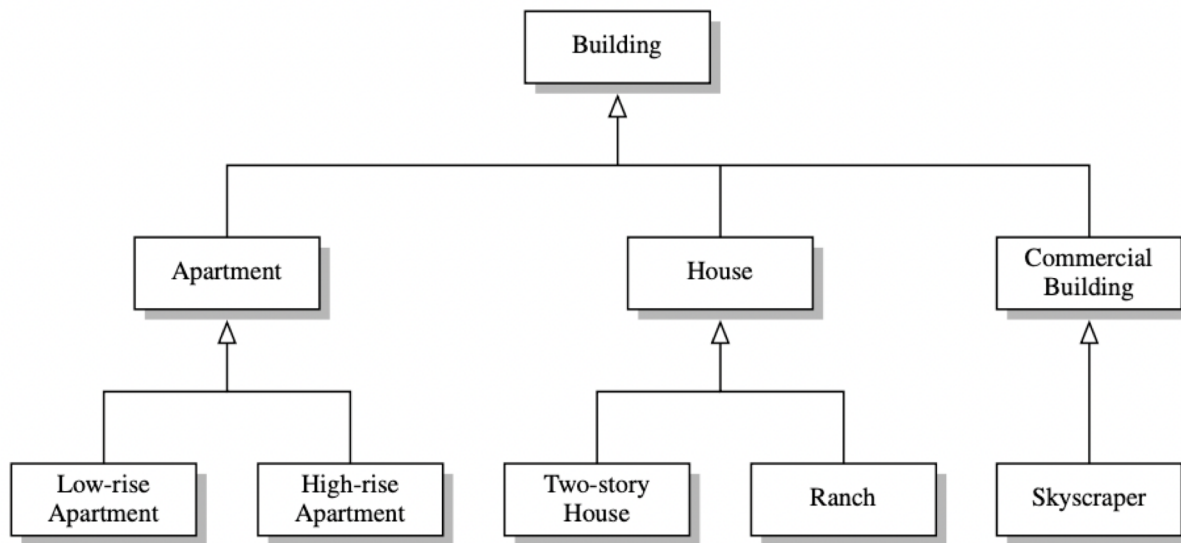 Building
Apartment
House
Commercial
Building
Low-rise
Apartment
High-rise
Apartment
Two-story
House
Ranch
Skyscraper